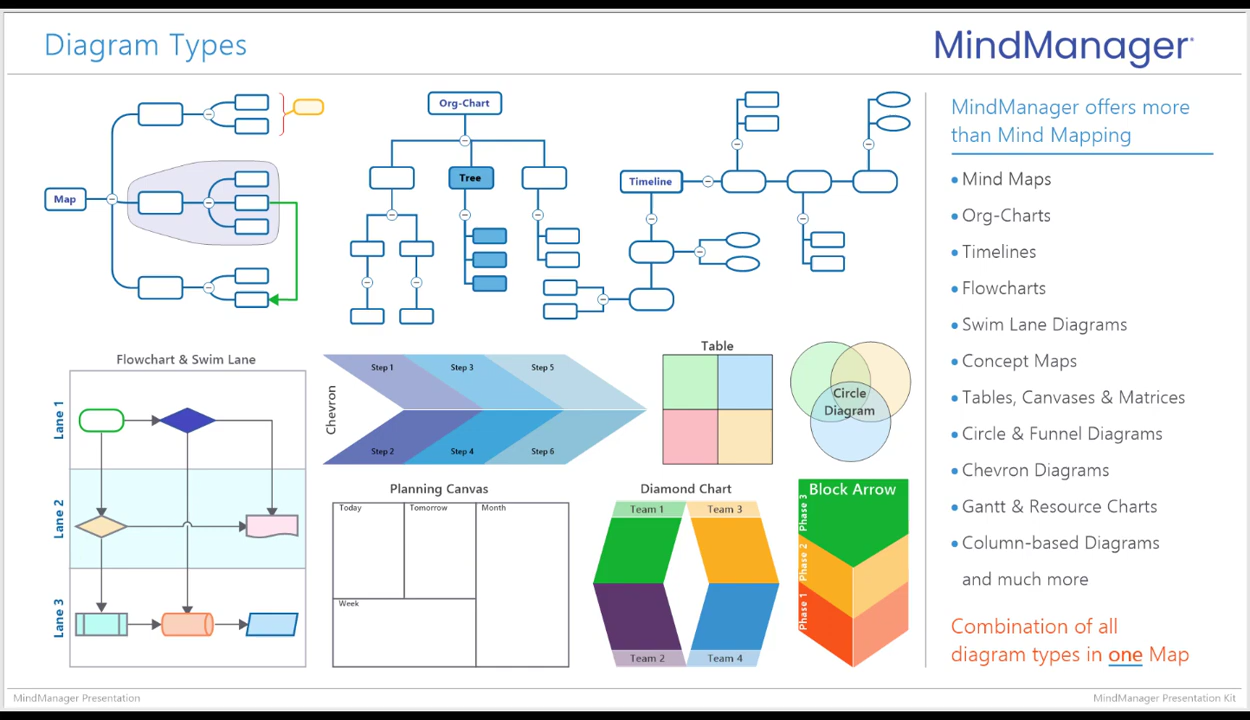 Diagram Types
MindManager®
Map
Org-Chart
Tree
Timeline
Flowchart & Swim Lane
Lane 1
Lane 2
Lane 3
Chevron
Step 1
Step 3
Step 5
Step 2
Step 4
Step 6
Table
Circle
Diagram
Planning Canvas
Today
Tomorrow
Month
Week
Diamond Chart
Team 1
Team 3
Team 2
Team 4
Block Arrow
Phase 3
Phase 2
Phase 1
MindManager offers more
than Mind Mapping
• Mind Maps
• Org-Charts
• Timelines
• Flowcharts
• Swim Lane Diagrams
• Concept Maps
• Tables, Canvases & Matrices
• Circle & Funnel Diagrams
• Chevron Diagrams
• Gantt & Resource Charts
• Column-based Diagrams
and much more
Combination of all
diagram types in one Map
MindManager Presentation
MindManager Presentation Kit